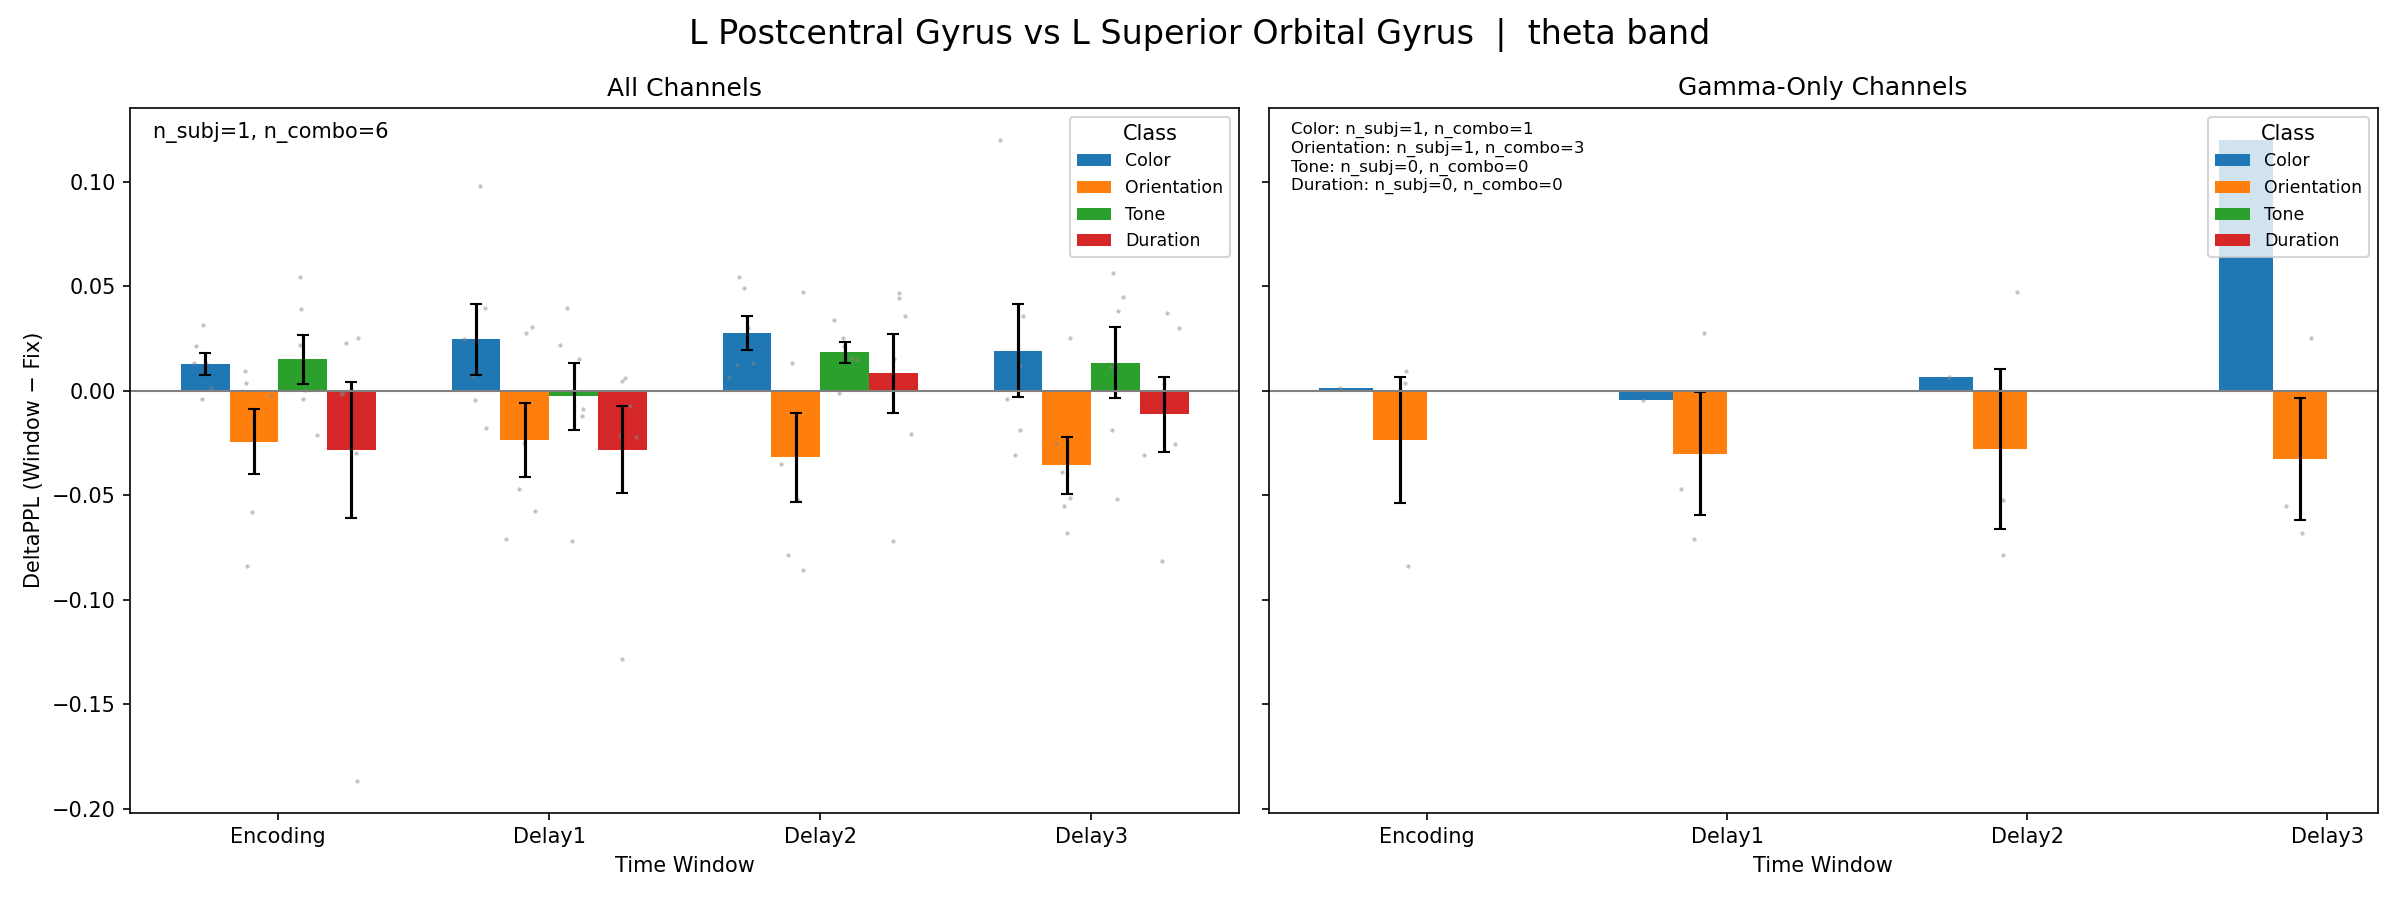 L Postcentral Gyrus vs L Superior Orbital Gyrus | theta band
All Channels
n_subj=1, n_combo=6
Class
Color
Orientation
Tone
Duration
0.10
0.05
0.00
−0.05
−0.10
−0.15
−0.20
DeltaPPL (Window − Fix)
Encoding
Delay1
Delay2
Delay3
Time Window
Gamma-Only Channels
Color: n_subj=1, n_combo=1
Orientation: n_subj=1, n_combo=3
Tone: n_subj=0, n_combo=0
Duration: n_subj=0, n_combo=0
Class
Color
Orientation
Tone
Duration
Encoding
Delay1
Delay2
Delay3
Time Window